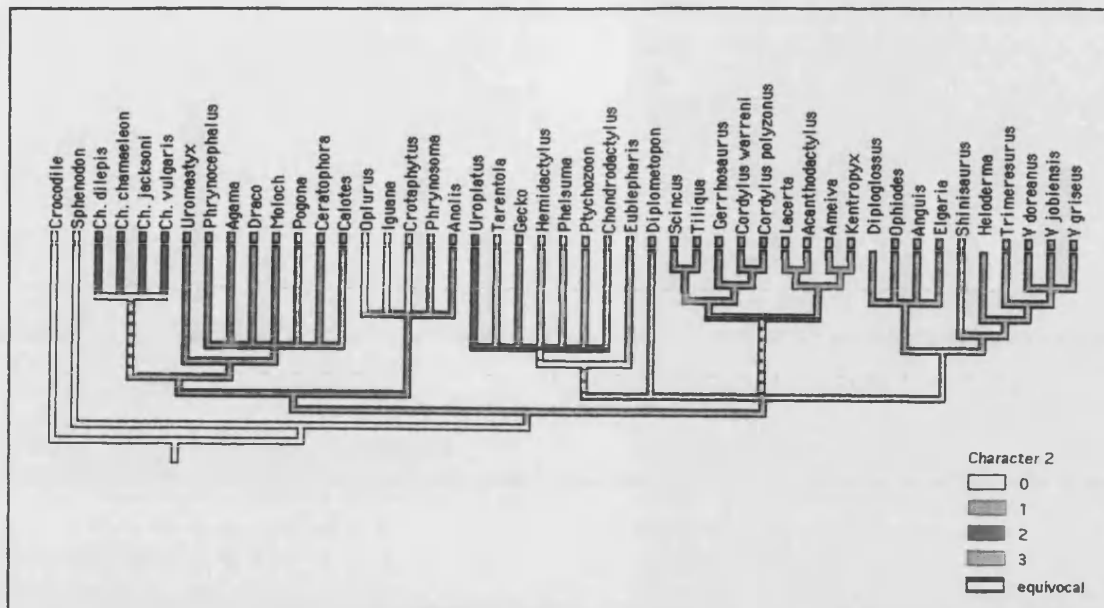 Crocodile
Sphenodon
Ch. dilepis
Ch. chamaeleon
Ch. jacksoni
Ch. vulgaris
Uromastyx
Phrynocephalus
Agama
Draco
Moloch
Pogona
Ceratophora
Calotes
Oplurus
Iguana
Crotaphytus
Phrynosoma
Anolis
Uroplatus
Tarentola
Gecko
Hemidactylus
Phelsuma
Ptychozoon
Chondrodactylus
Eublepharis
Diplometopon
Scincus
Tiliqua
Gerrhosaurus
Cordylus warreni
Cordylus polyzonus
Lacerta
Acanthodactylus
Ameiva
Kentropyx
Diploglossus
Ophiodes
Anguis
Elgaria
Shinisaurus
Heloderma
Trimeresurus
V doreanus
V jobiensis
V griseus
Character 2
0
1
2
3
equivocal